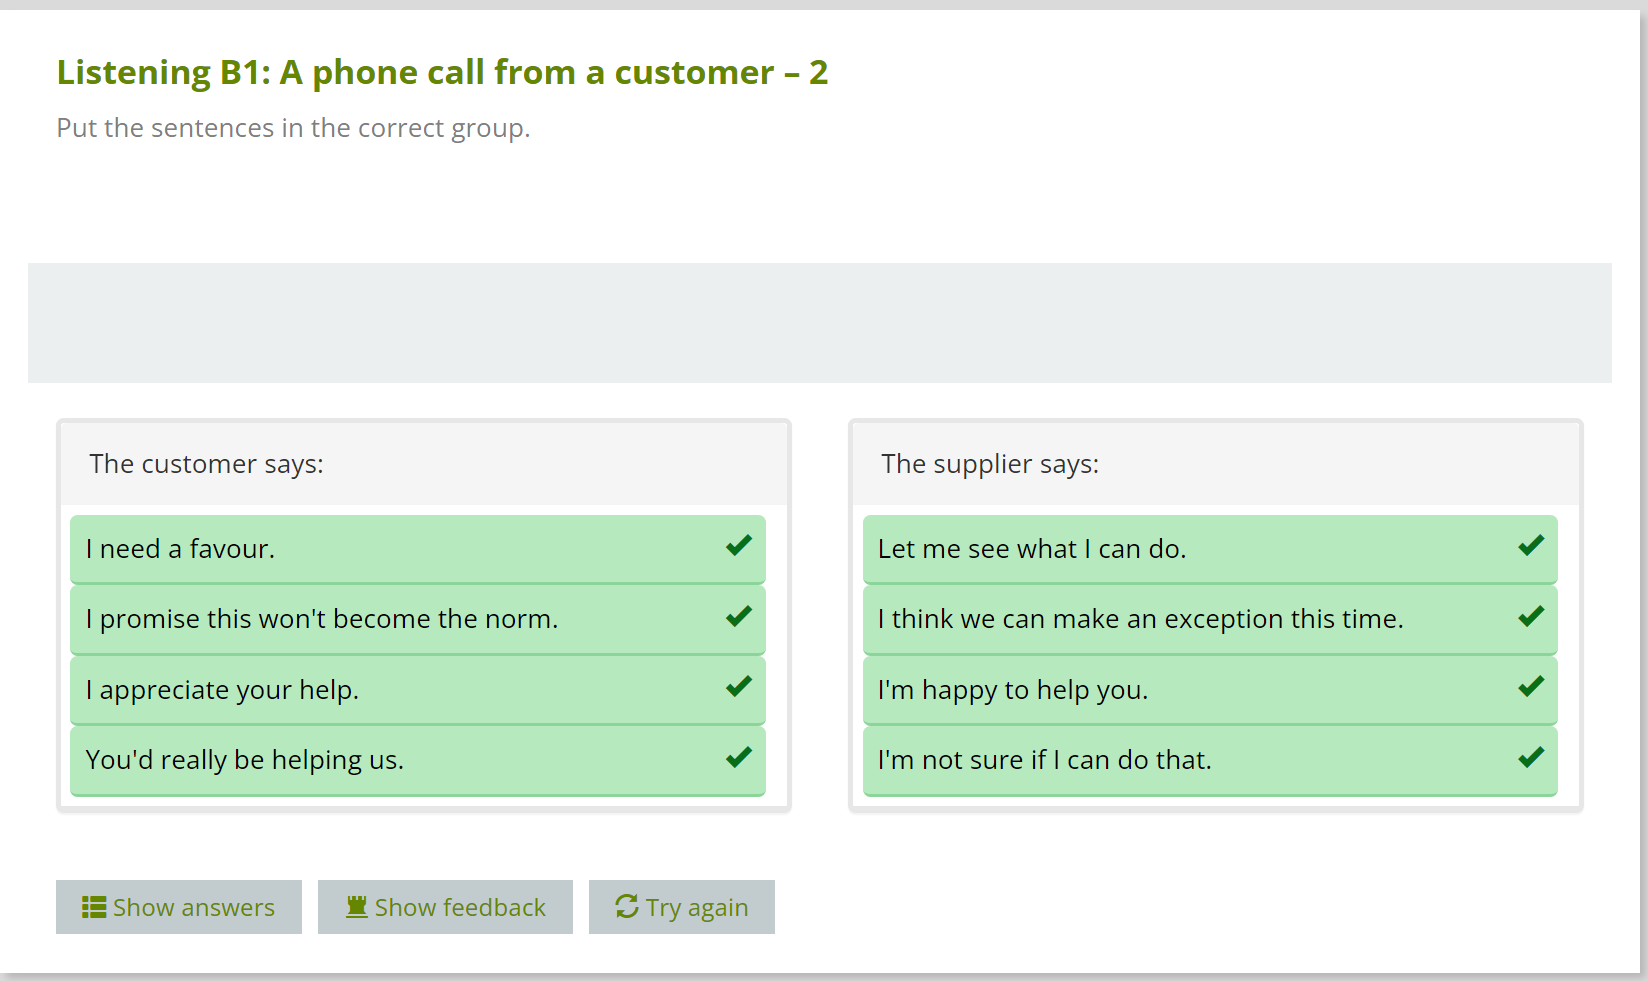 Listening B1: A phone call from a customer – 2
Put the sentences in the correct group.
The customer says:
I need a favour.
I promise this won't become the norm.
I appreciate your help.
You'd really be helping us.
The supplier says:
Let me see what I can do.
I think we can make an exception this time.
I'm happy to help you.
I'm not sure if I can do that.
Show answers
Show feedback
Try again